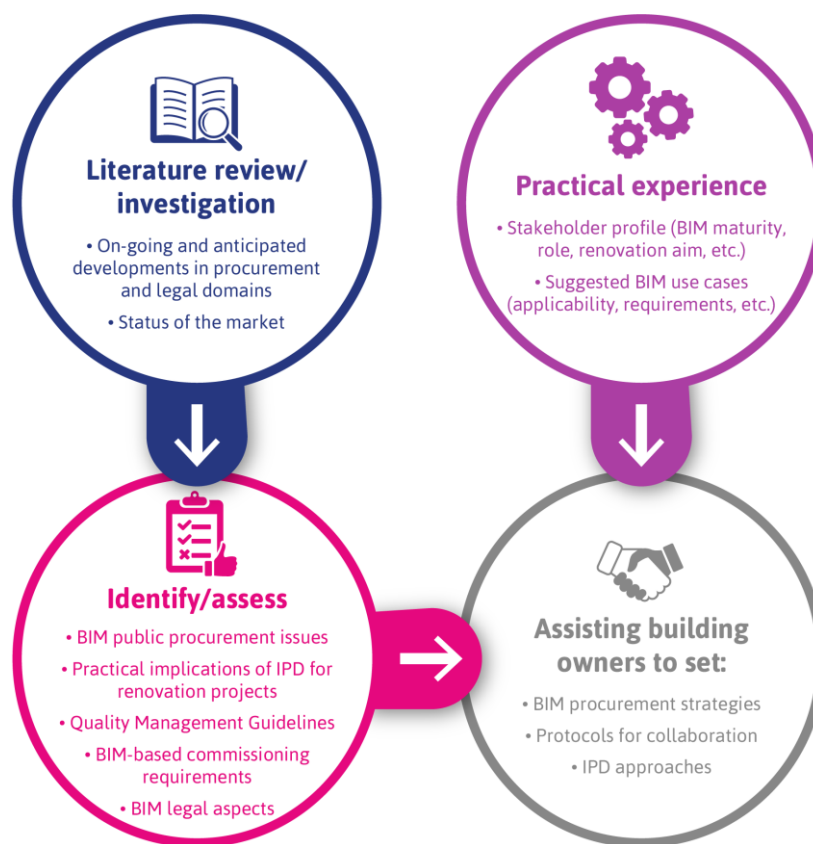 Literature review/
investigation
• On-going and anticipated
developments in procurement
and legal domains
• Status of the market
Practical experience
• Stakeholder profile (BIM maturity,
role, renovation aim, etc.)
• Suggested BIM use cases
(applicability, requirements, etc.)
Identify/assess
• BIM public procurement issues
• Practical implications of IPD for
renovation projects
• Quality Management Guidelines
• BIM-based commissioning
requirements
• BIM legal aspects
Assisting building
owners to set:
• BIM procurement strategies
• Protocols for collaboration
• IPD approaches